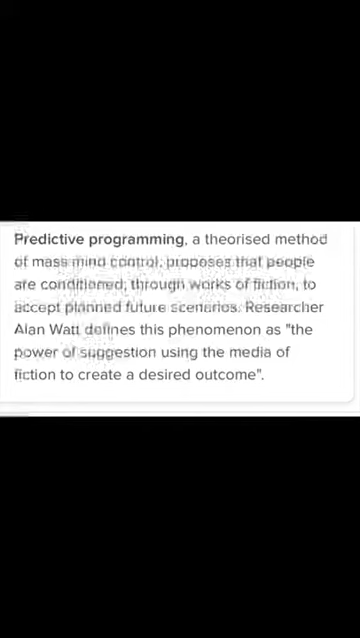 Predictive programming, a theorised method
of mass mind control, proposes that people
are conditioned, through works of fiction, to
accept planned future scenarios. Researcher
Alan Watt defines this phenomenon as "the
power of suggestion using the media of
fiction to create a desired outcome".